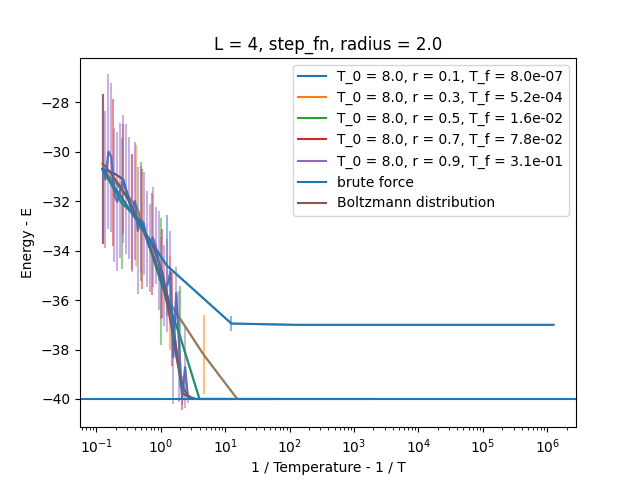 L = 4, step_fn, radius = 2.0
T_0 = 8.0, r = 0.1, T_f = 8.0e-07
T_0 = 8.0, r = 0.3, T_f = 5.2e-04
T_0 = 8.0, r = 0.5, T_f = 1.6e-02
T_0 = 8.0, r = 0.7, T_f = 7.8e-02
T_0 = 8.0, r = 0.9, T_f = 3.1e-01
brute force
Boltzmann distribution
Energy - E
−28
−30
−32
−34
−36
−38
−40
10⁻¹ 10⁰ 10¹ 10² 10³ 10⁴ 10⁵ 10⁶
1 / Temperature - 1 / T